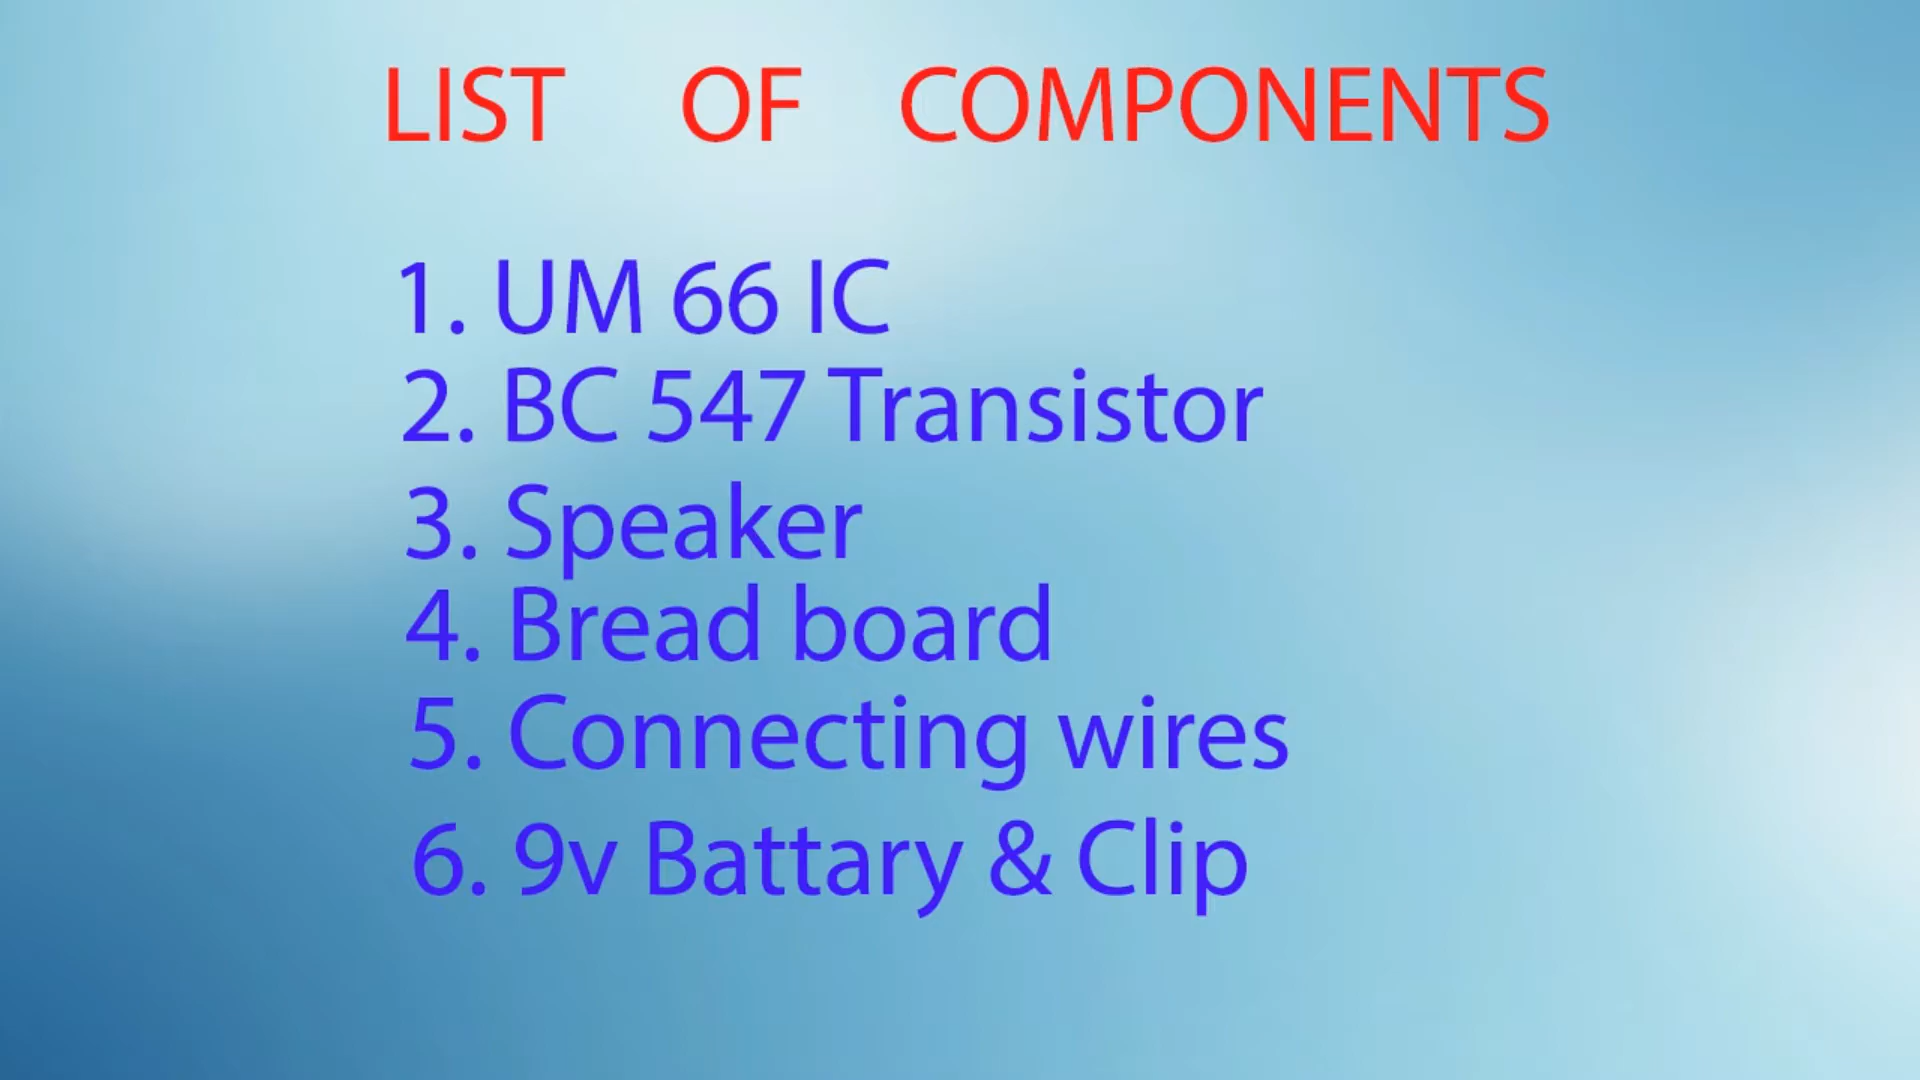 LIST OF COMPONENTS
1. UM 66 IC
2. BC 547 Transistor
3. Speaker
4. Bread board
5. Connecting wires
6. 9v Battary & Clip